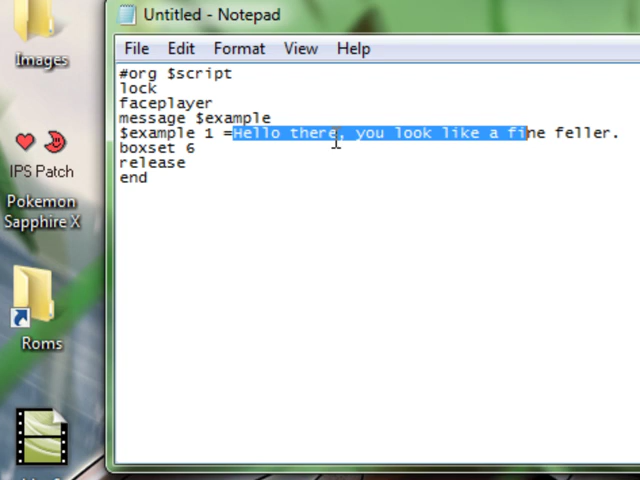 Untitled - Notepad
File Edit Format View Help
#org $script
lock
faceplayer
message $example
$example 1 =Hello there, you look like a fine feller.
boxset 6
release
end
Images
IPS Patch
Pokemon
Sapphire X
Roms